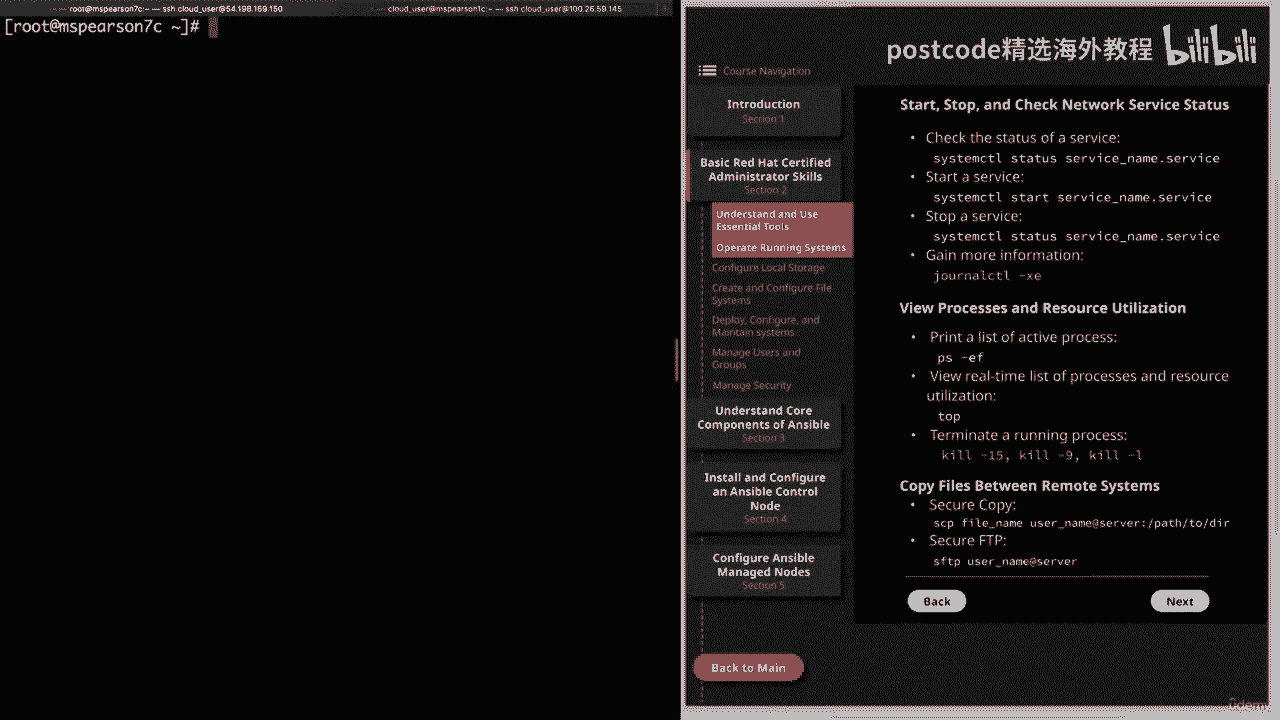 root@mspearson7c:~ — ssh cloud_user@54.198.169.150
cloud_user@mspearson1c:~ — ssh cloud_user@100.26.59.145
[root@mspearson7c ~]#
postcode精选海外教程 bilibili
Course Navigation
Introduction
Section 1
Basic Red Hat Certified
Administrator Skills
Section 2
Understand and Use
Essential Tools
Operate Running Systems
Configure Local Storage
Create and Configure File
Systems
Deploy, Configure, and
Maintain systems
Manage Users and
Groups
Manage Security
Understand Core
Components of Ansible
Section 3
Install and Configure
an Ansible Control
Node
Section 4
Configure Ansible
Managed Nodes
Section 5
Back to Main
Start, Stop, and Check Network Service Status
• Check the status of a service:
systemctl status service_name.service
• Start a service:
systemctl start service_name.service
• Stop a service:
systemctl status service_name.service
• Gain more information:
journalctl -xe
View Processes and Resource Utilization
• Print a list of active process:
ps -ef
• View real-time list of processes and resource
utilization:
top
• Terminate a running process:
kill -15, kill -9, kill -l
Copy Files Between Remote Systems
• Secure Copy:
scp file_name user_name@server:/path/to/dir
• Secure FTP:
sftp user_name@server
Back
Next
ûdemy